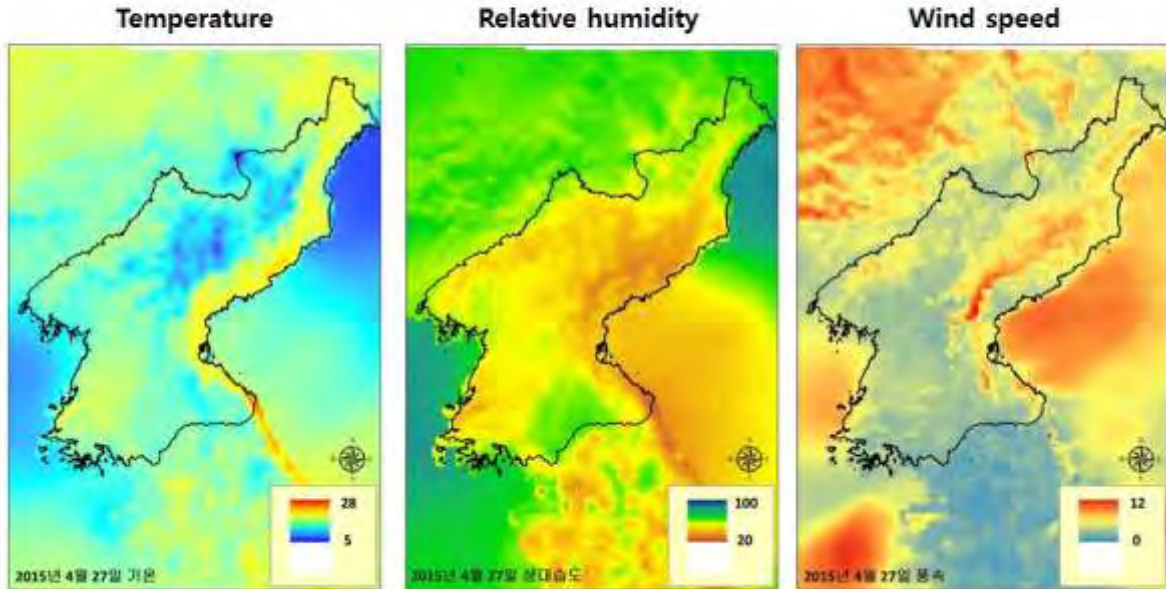 Temperature
Relative humidity
Wind speed
28
5
2015년 4월 27일 기온
100
20
2015년 4월 27일 상대습도
12
0
2015년 4월 27일 풍속